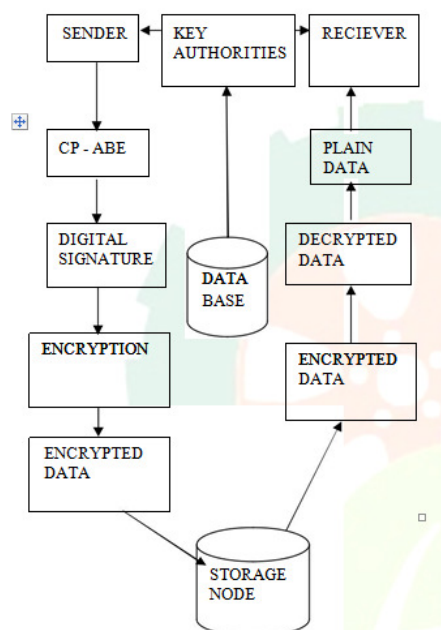 SENDER
KEY
AUTHORITIES
RECIEVER
CP - ABE
PLAIN
DATA
DIGITAL
SIGNATURE
DECRYPTED
DATA
DATA
BASE
ENCRYPTION
ENCRYPTED
DATA
ENCRYPTED
DATA
STORAGE
NODE